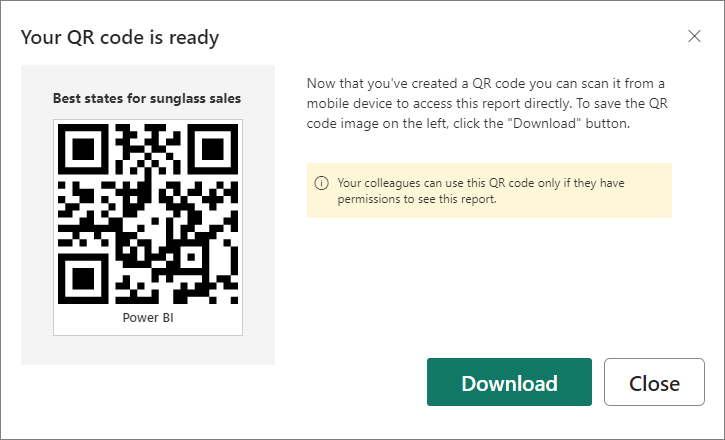 Your QR code is ready
Best states for sunglass sales
Power BI
Now that you've created a QR code you can scan it from a
mobile device to access this report directly. To save the QR
code image on the left, click the "Download" button.
Your colleagues can use this QR code only if they have
permissions to see this report.
Download
Close